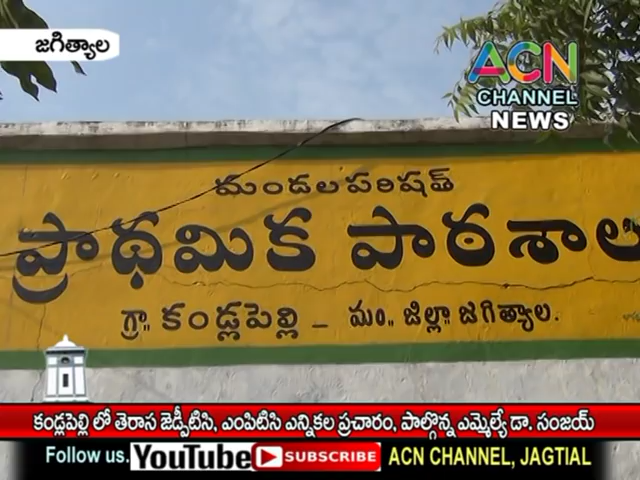 జగిత్యాల
ACN
CHANNEL
NEWS
మండలపరిషత్
ప్రాథమిక పాఠశాల
గ్రా॥ కండ్లపెల్లి – మం॥ జిల్లా జగిత్యాల.
కండ్లపెల్లి లో తెరాస జెడ్పీటిసి, ఎంపిటిసి ఎన్నికల ప్రచారం, పాల్గొన్న ఎమ్మెల్యే డా. సంజయ్
Follow us. YouTube SUBSCRIBE ACN CHANNEL, JAGTIAL